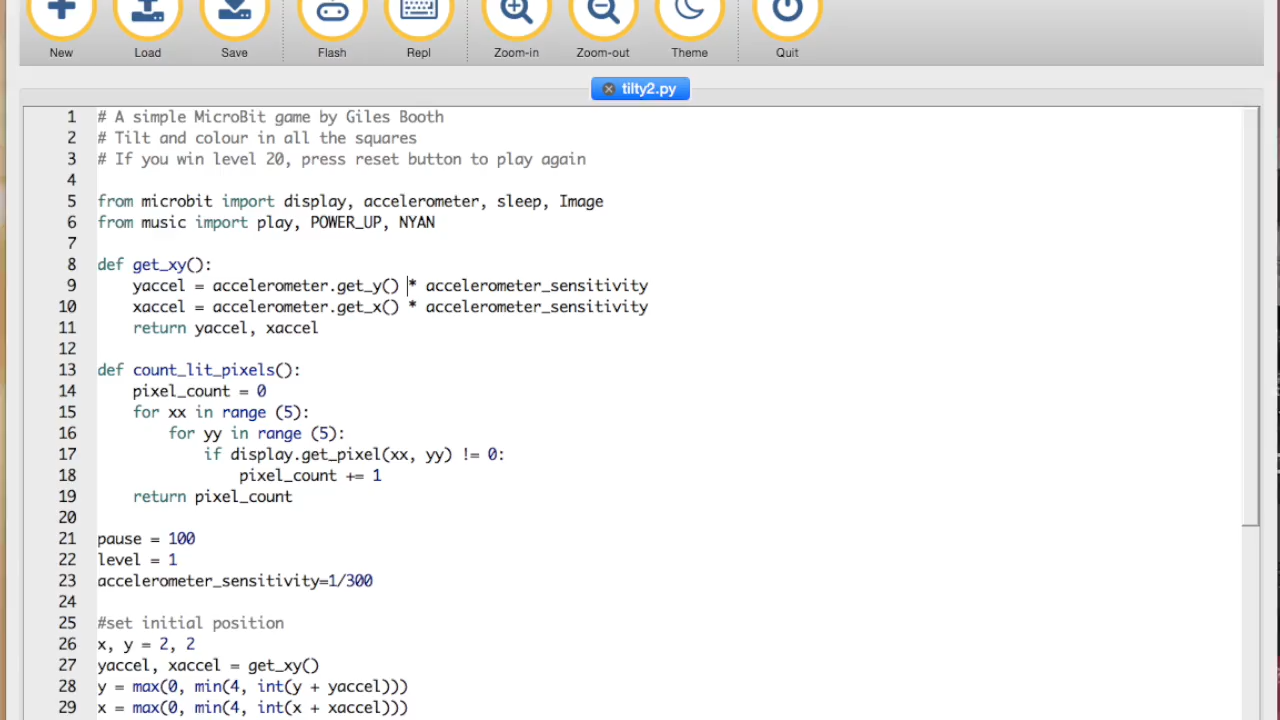 New Load Save Flash Repl Zoom-in Zoom-out Theme Quit
tilty2.py
1 # A simple MicroBit game by Giles Booth
2 # Tilt and colour in all the squares
3 # If you win level 20, press reset button to play again
4
5 from microbit import display, accelerometer, sleep, Image
6 from music import play, POWER_UP, NYAN
7
8 def get_xy():
9     yaccel = accelerometer.get_y() * accelerometer_sensitivity
10     xaccel = accelerometer.get_x() * accelerometer_sensitivity
11     return yaccel, xaccel
12
13 def count_lit_pixels():
14     pixel_count = 0
15     for xx in range (5):
16         for yy in range (5):
17             if display.get_pixel(xx, yy) != 0:
18                 pixel_count += 1
19     return pixel_count
20
21 pause = 100
22 level = 1
23 accelerometer_sensitivity=1/300
24
25 #set initial position
26 x, y = 2, 2
27 yaccel, xaccel = get_xy()
28 y = max(0, min(4, int(y + yaccel)))
29 x = max(0, min(4, int(x + xaccel)))